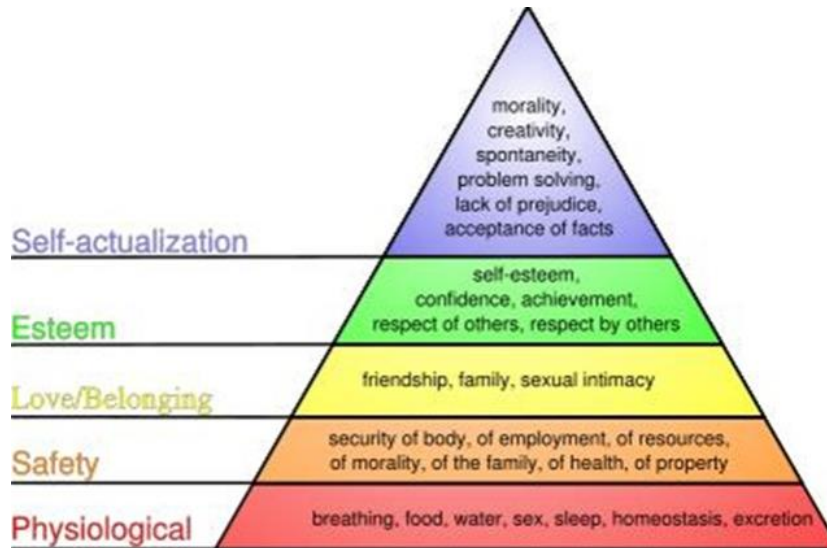 morality,
creativity,
spontaneity,
problem solving,
lack of prejudice,
acceptance of facts
Self-actualization
self-esteem,
confidence, achievement,
respect of others, respect by others
Esteem
friendship, family, sexual intimacy
Love/Belonging
security of body, of employment, of resources,
of morality, of the family, of health, of property
Safety
breathing, food, water, sex, sleep, homeostasis, excretion
Physiological